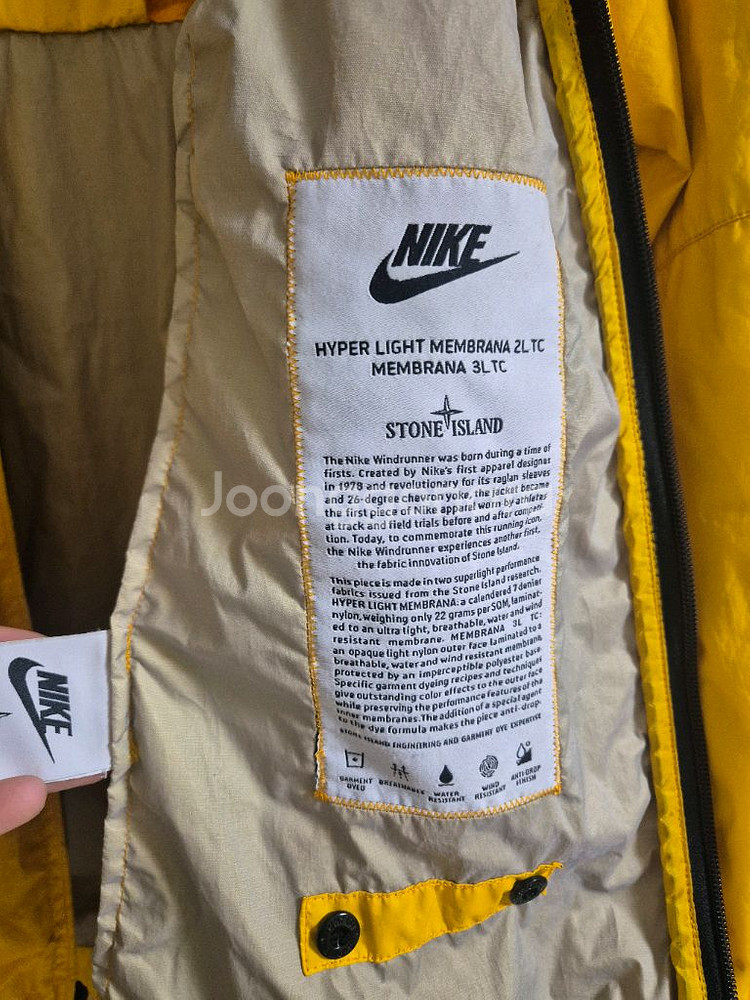 NIKE
HYPER LIGHT MEMBRANA 2L TC
MEMBRANA 3L TC
STONE ISLAND
The Nike Windrunner was born during a time of
firsts. Created by Nike's first apparel designer
in 1978 and revolutionary for its raglan sleeves
and 26-degree chevron yoke, the jacket became
the first piece of Nike apparel worn by athletes
at track and field trials before and after competi-
tion. Today, to commemorate this running icon,
the Nike Windrunner experiences another first,
the fabric innovation of Stone Island.
This piece is made in two superlight performance
fabrics issued from the Stone Island research.
HYPER LIGHT MEMBRANA: a calendered 7 denier
nylon, weighing only 22 grams per SQM, laminat-
ed to an ultra light, breathable, water and wind
resistant membrane. MEMBRANA 3L TC:
an opaque light nylon outer face laminated to a
breathable, water and wind resistant membrane,
protected by an imperceptible polyester base.
Specific garment dyeing recipes and techniques
give outstanding color effects to the outer face
while preserving the performance features of the
inner membranes. The addition of a special agent
to the dye formula makes the piece anti-drop.
STONE ISLAND ENGINEERING AND GARMENT DYE EXPERTISE
GARMENT DYED
BREATHABLE
WATER RESISTANT
WIND RESISTANT
ANTI-DROP FINISH
NIKE
Joon